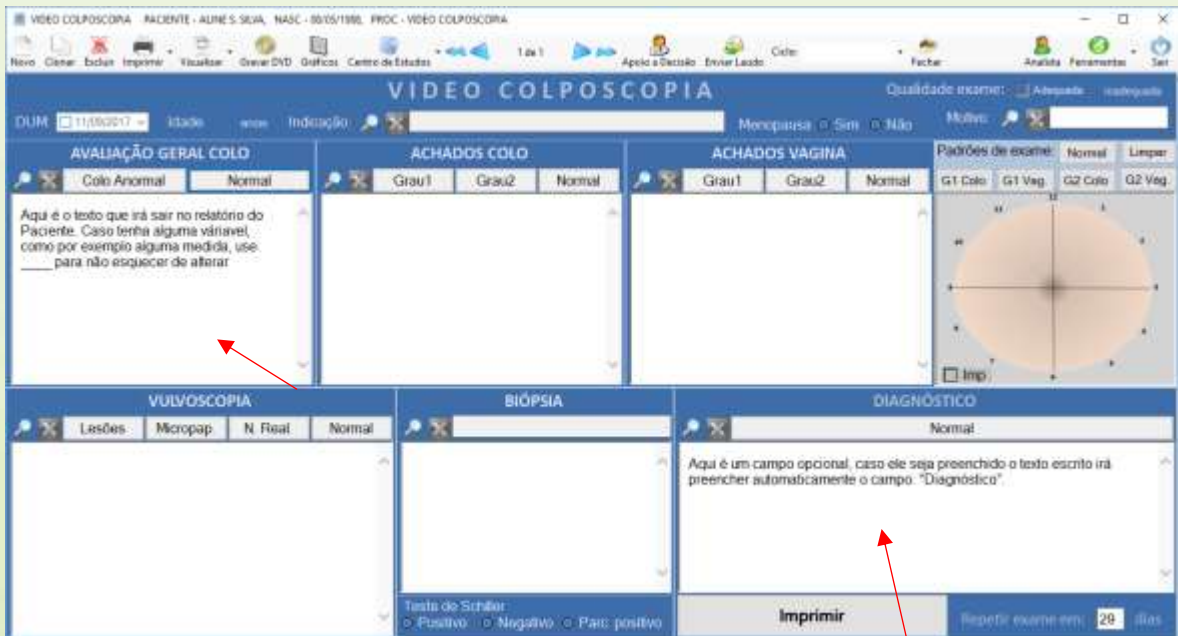 VIDEO COLPOSCOPIA PACIENTE - ALINE S. SILVA, NASC - 08/05/1988, PROC - VIDEO COLPOSCOPIA
Novo Clonar Excluir Imprimir Visualizar Gravar DVD Gráficos Centro de Estudos 1 de 1 Apoio a Decisão Enviar Laudo Fechar Analista Ferramentas Sair
VIDEO COLPOSCOPIA
Qualidade exame: Adequada Inadequada
DUM 11/09/2017 Idade anos Indicação Menopausa Sim Não Motivo
AVALIAÇÃO GERAL COLO
Colo Anormal Normal
Aqui é o texto que irá sair no relatório do
Paciente. Caso tenha alguma váriavel,
como por exemplo alguma medida, use
____ para não esquecer de alterar
ACHADOS COLO
Grau1 Grau2 Normal
ACHADOS VAGINA
Grau1 Grau2 Normal
Padrões de exame: Normal Limpar
G1 Colo G1 Vag. G2 Colo G2 Vag.
12
Imp
VULVOSCOPIA
Lesões Micropap N. Real Normal
BIÓPSIA
Teste de Schiller
Positivo Negativo Parc. positivo
DIAGNÓSTICO
Normal
Aqui é um campo opcional, caso ele seja preenchido o texto escrito irá
preencher automaticamente o campo. "Diagnóstico".
Imprimir
Repetir exame em: 29 dias